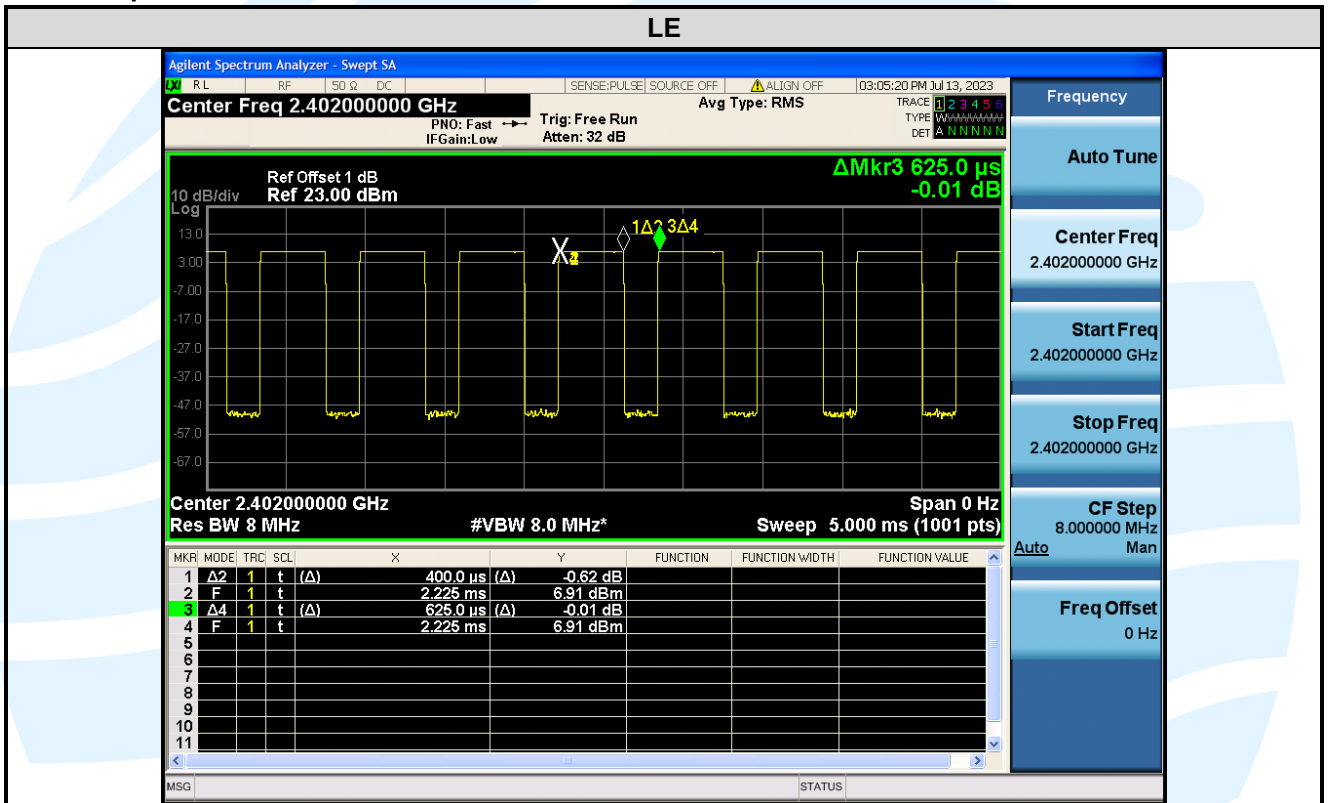 LE
Agilent Spectrum Analyzer - Swept SA
LXI RL RF 50 Ω DC SENSE:PULSE SOURCE OFF ALIGN OFF 03:05:20 PM Jul 13, 2023
Center Freq 2.402000000 GHz
PNO: Fast
IFGain:Low
Trig: Free Run
Atten: 32 dB
Avg Type: RMS
TRACE 1 2 3 4 5 6
TYPE WWWWWW
DET A N N N N N
ΔMkr3 625.0 µs
-0.01 dB
Ref Offset 1 dB
10 dB/div Ref 23.00 dBm
Log
1Δ2 3Δ4
13.0
3.00
-7.00
-17.0
-27.0
-37.0
-47.0
-57.0
-67.0
Center 2.402000000 GHz Span 0 Hz
Res BW 8 MHz #VBW 8.0 MHz* Sweep 5.000 ms (1001 pts)
MKR MODE TRC SCL X Y FUNCTION FUNCTION WIDTH FUNCTION VALUE
1 Δ2 1 t (Δ) 400.0 µs (Δ) -0.62 dB
2 F 1 t 2.225 ms 6.91 dBm
3 Δ4 1 t (Δ) 625.0 µs (Δ) -0.01 dB
4 F 1 t 2.225 ms 6.91 dBm
5
6
7
8
9
10
11
MSG STATUS
Frequency
Auto Tune
Center Freq
2.402000000 GHz
Start Freq
2.402000000 GHz
Stop Freq
2.402000000 GHz
CF Step
8.000000 MHz
Auto Man
Freq Offset
0 Hz